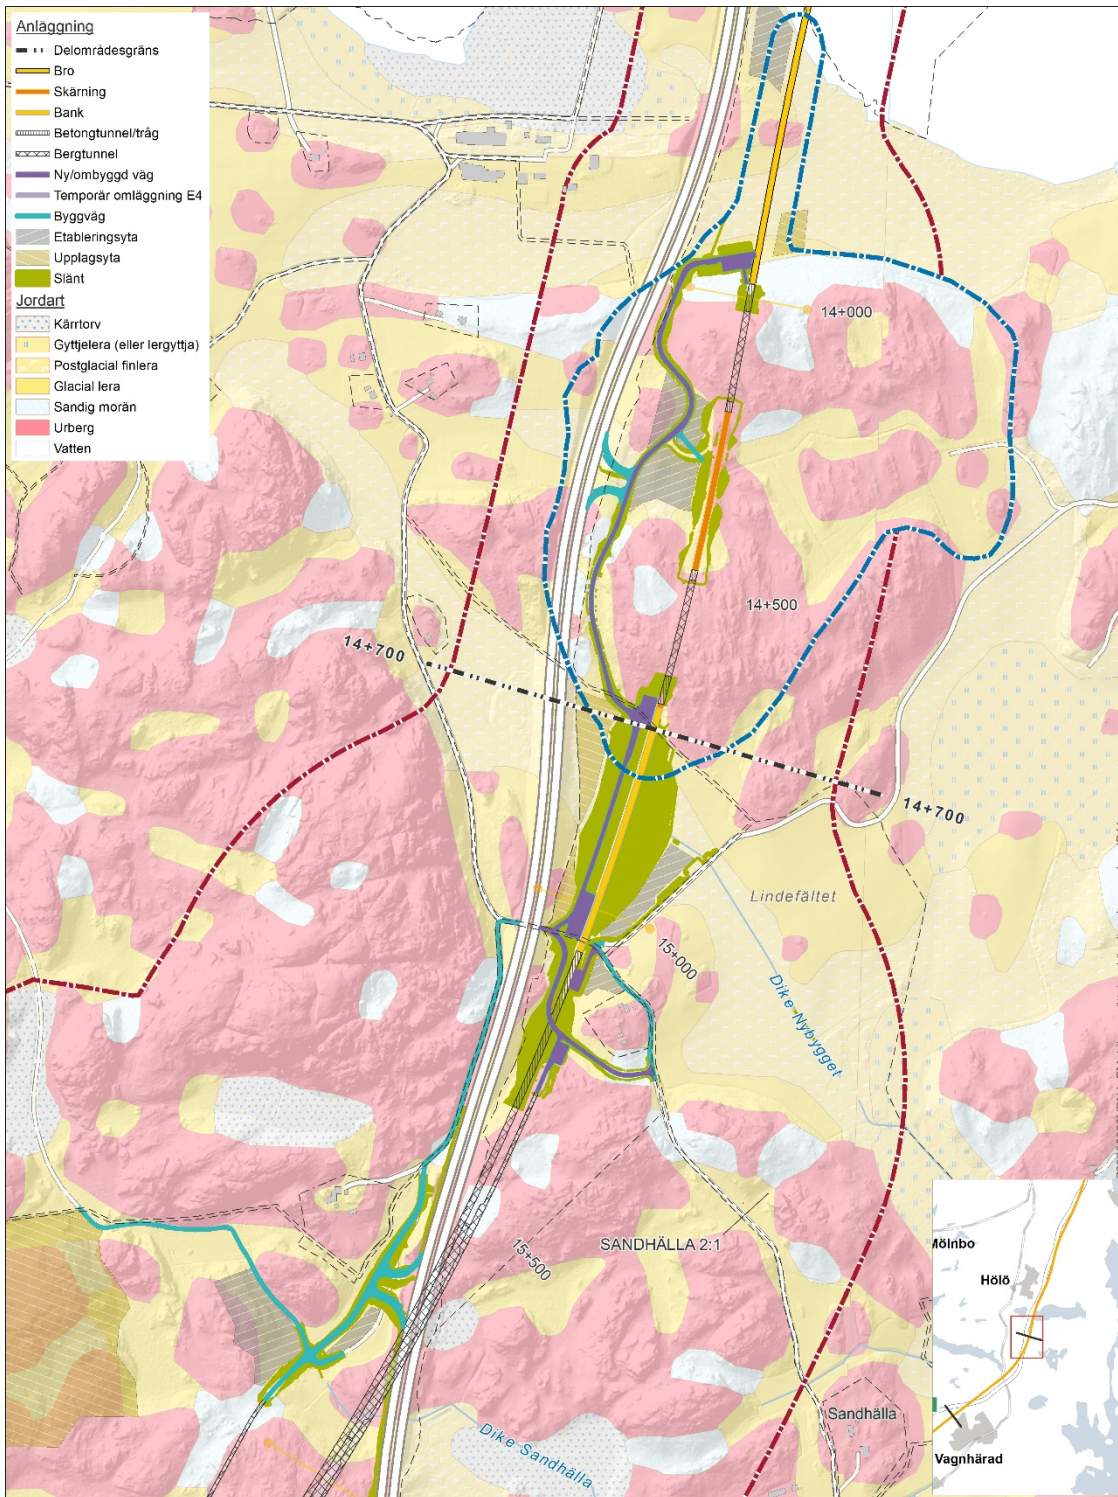 Anläggning
Delområdesgräns
Bro
Skärning
Bank
Betongtunnel/tråg
Bergtunnel
Ny/ombyggd väg
Temporär omläggning E4
Byggväg
Etableringsyta
Upplagsyta
Slänt
Jordart
Kärrtorv
Gyttjelera (eller lergyttja)
Postglacial finlera
Glacial lera
Sandig morän
Urberg
Vatten
14+000
14+500
14+700
14+700
Lindefältet
15+000
Dike Nybygget
15+500
SANDHÄLLA 2:1
Sandhälla
Dike Sandhälla
Mölnbo
Hölö
Vagnhärad